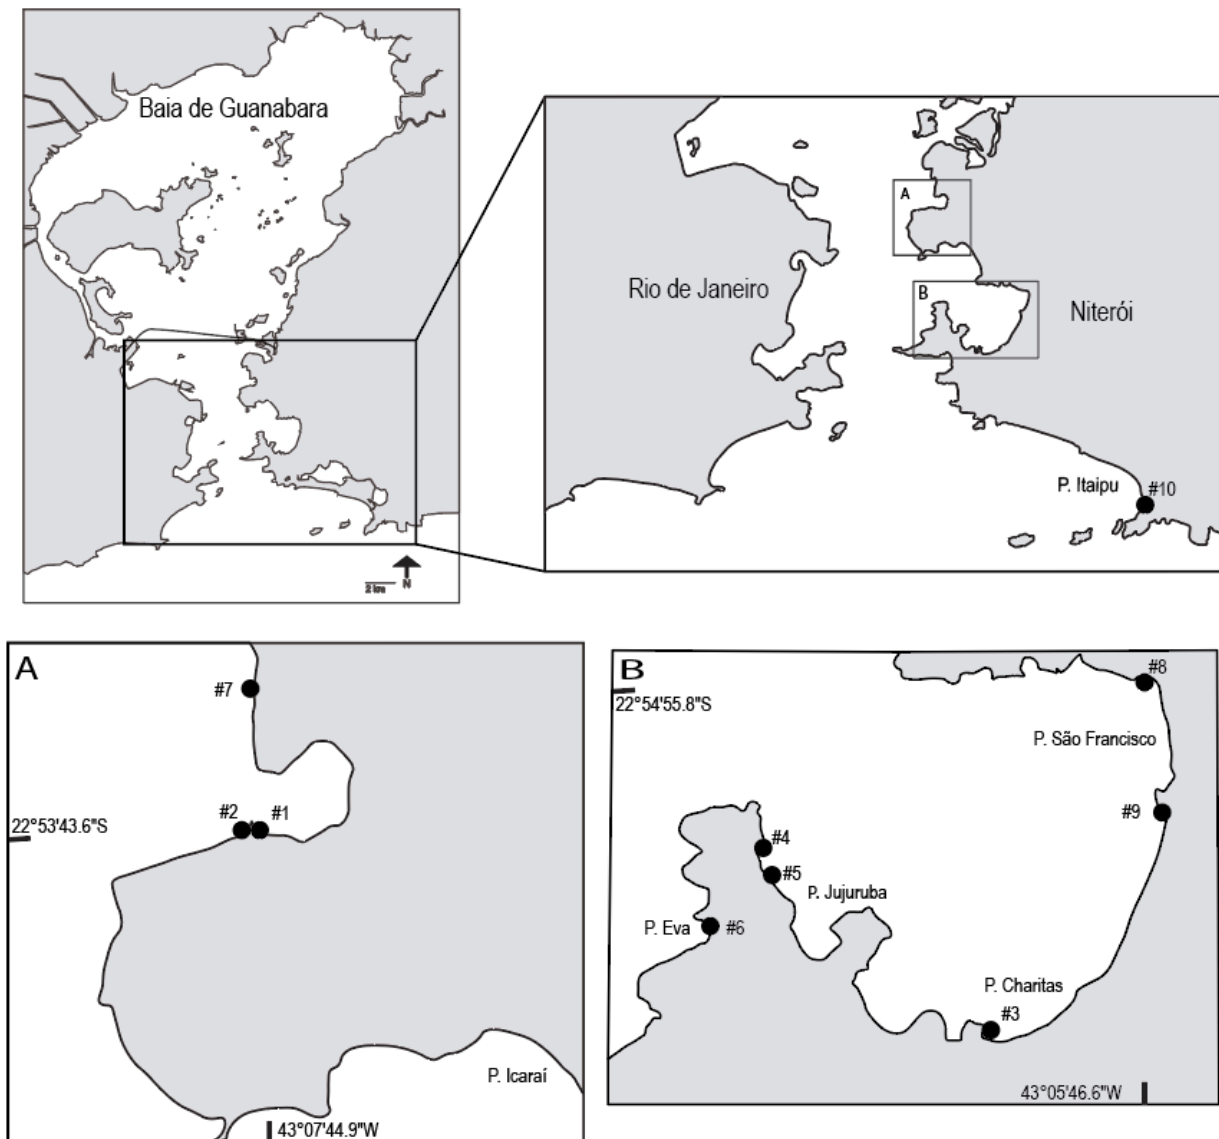 Baia de Guanabara
2 km
N
A
Rio de Janeiro
B
Niterói
P. Itaipu
#10
A
#7
#2
#1
22°53'43.6"S
P. Icaraí
43°07'44.9"W
B
#8
22°54'55.8"S
P. São Francisco
#9
#4
#5
P. Jujuruba
P. Eva
#6
P. Charitas
#3
43°05'46.6"W